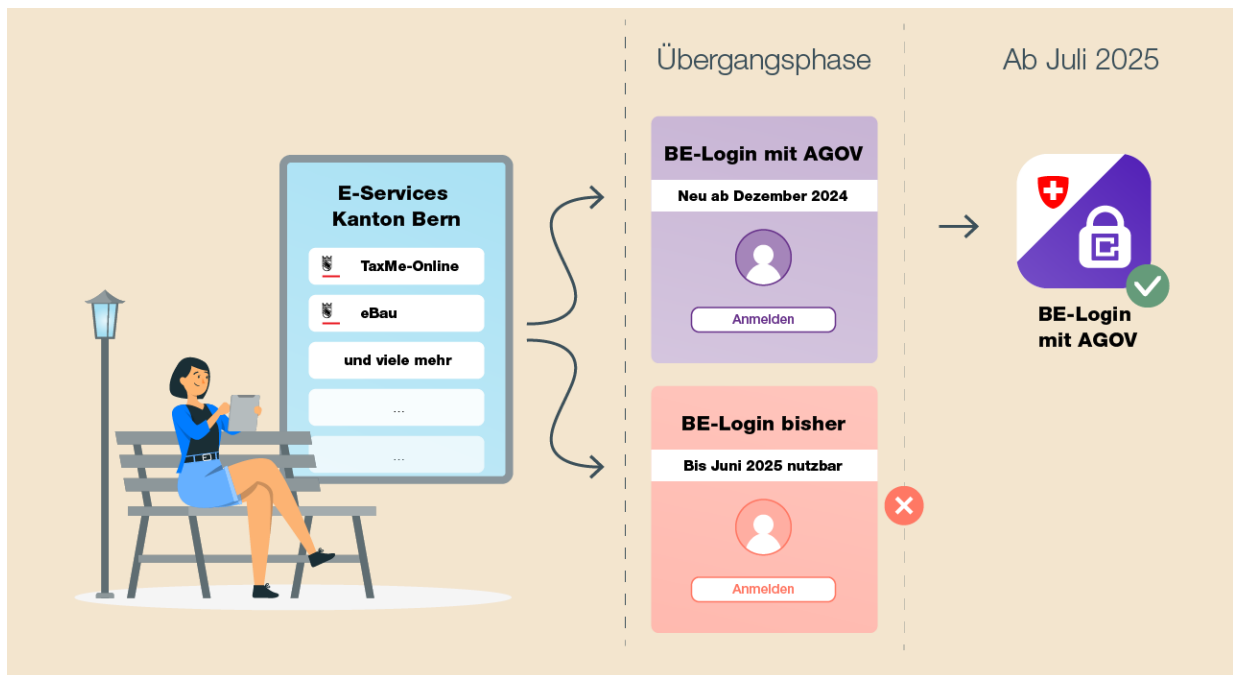 E-Services
Kanton Bern
TaxMe-Online
eBau
und viele mehr
...
...
Übergangsphase
BE-Login mit AGOV
Neu ab Dezember 2024
Anmelden
BE-Login bisher
Bis Juni 2025 nutzbar
Anmelden
Ab Juli 2025
BE-Login
mit AGOV